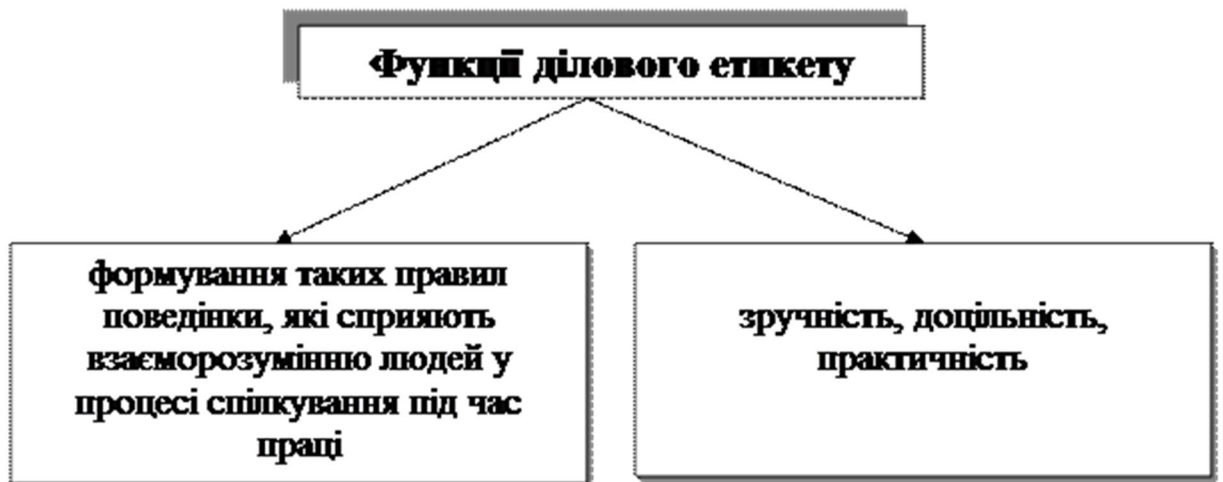 Функції ділового етикету
формування таких правил
поведінки, які сприяють
взаєморозумінню людей у
процесі спілкування під час
праці
зручність, доцільність,
практичність